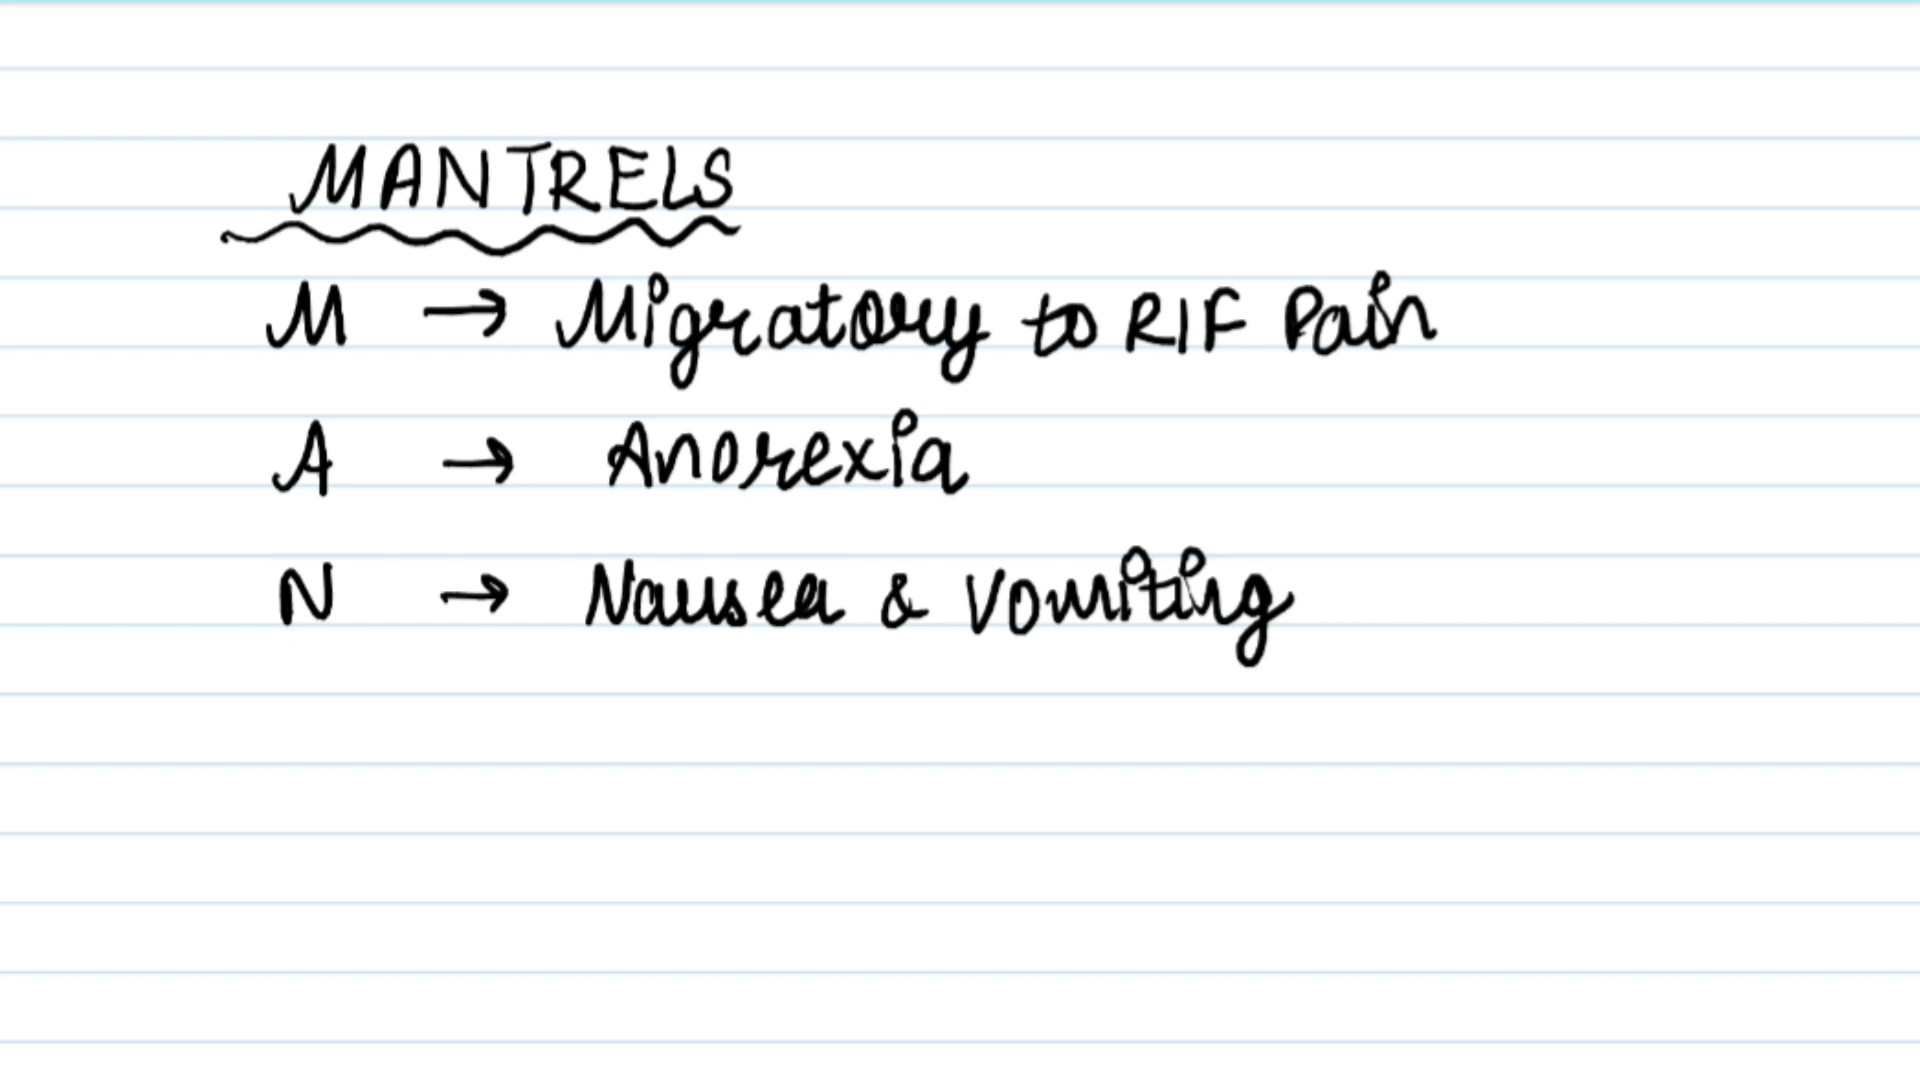 MANTRELS
M → Migratory to RIF Pain
A → Anorexia
N → Nausea & Vomiting